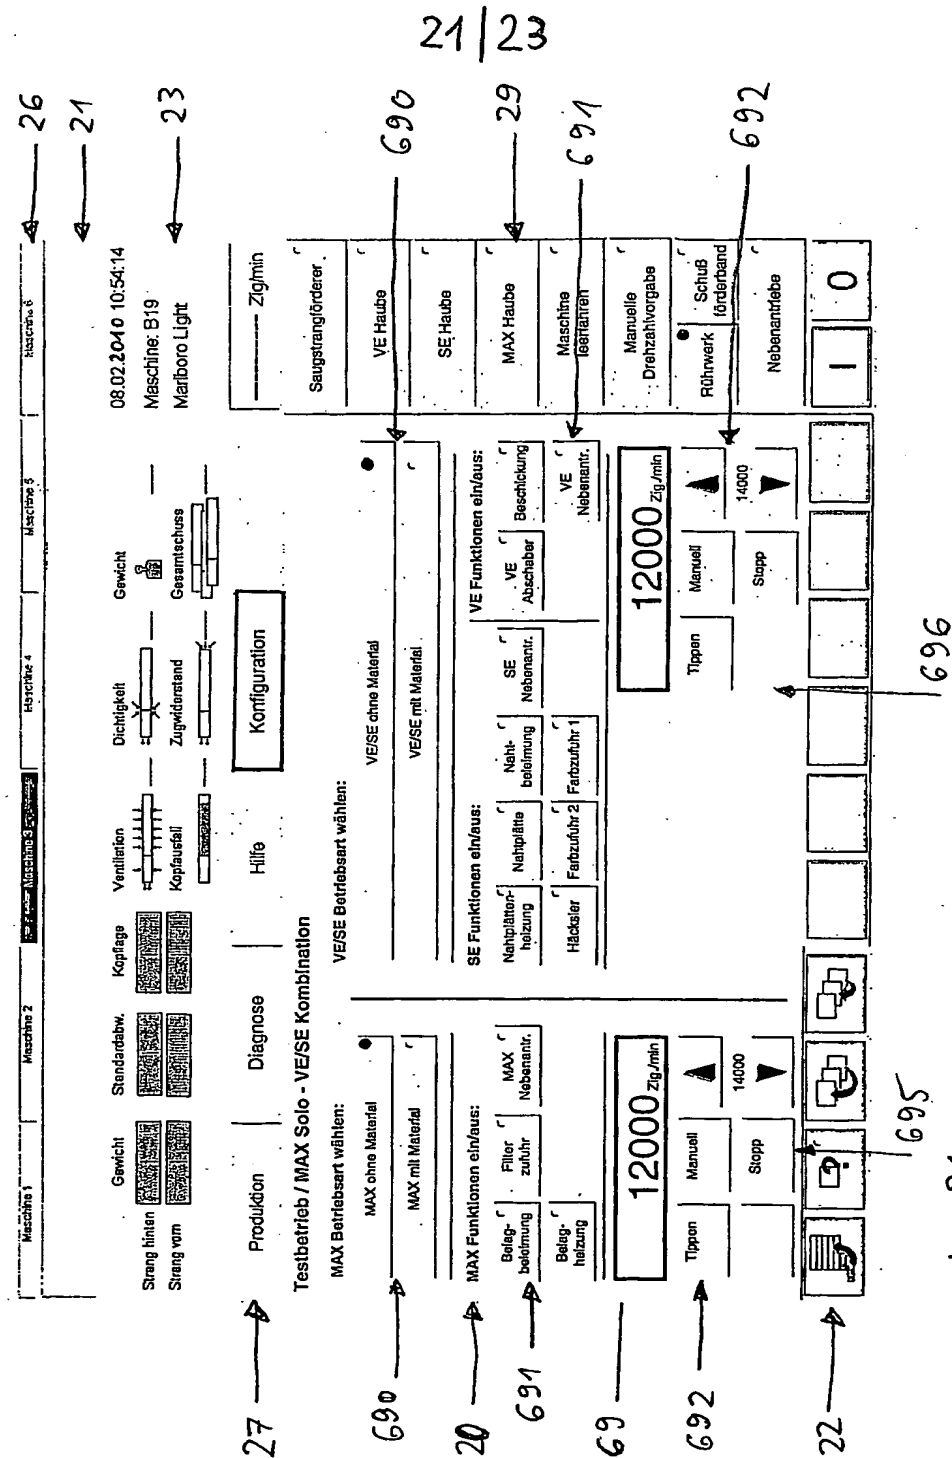 21/23
Maschine 1 Maschine 2 Maschine 3 Maschine 4 Maschine 5 Maschine 6
26
21
Gewicht Standardabw. Kopflage Ventilation Dichtigkeit Gewicht
08.02.2010 10:54:14
Strang hinten
Maschine: B19
Strang vorn
Kopfausfall Zugwiderstand Gesamtschuss
Marlboro Light
23
27
Produktion Diagnose Hilfe Konfiguration
Zig/min
Testbetrieb / MAX Solo - VE/SE Kombination
MAX Betriebsart wählen:
VE/SE Betriebsart wählen:
Saugstrangförderer
690
MAX ohne Material
VE/SE ohne Material
VE Haube
690
MAX mit Material
VE/SE mit Material
SE Haube
20
MAX Funktionen ein/aus:
SE Funktionen ein/aus:
VE Funktionen ein/aus:
MAX Haube
29
691
Belag-
beleimung
Filter
zufuhr
MAX
Nebenantr.
Nahtplätten-
heizung
Nahtplätte
Naht-
beleimung
SE
Nebenantr.
VE
Abschaber
Beschickung
Belag-
heizung
Häcksler
Farbzufuhr 2
Farbzufuhr 1
VE
Nebenantr.
Maschine
leerfahren
691
69
12000 Zig/min
12000 Zig./min
Manuelle
Drehzahlvorgabe
692
Tippen Manuell
14000
Stopp
Tippen Manuell
14000
Stopp
Rührwerk
Schuß
förderband
692
Nebenantriebe
22
?
I
0
695
696